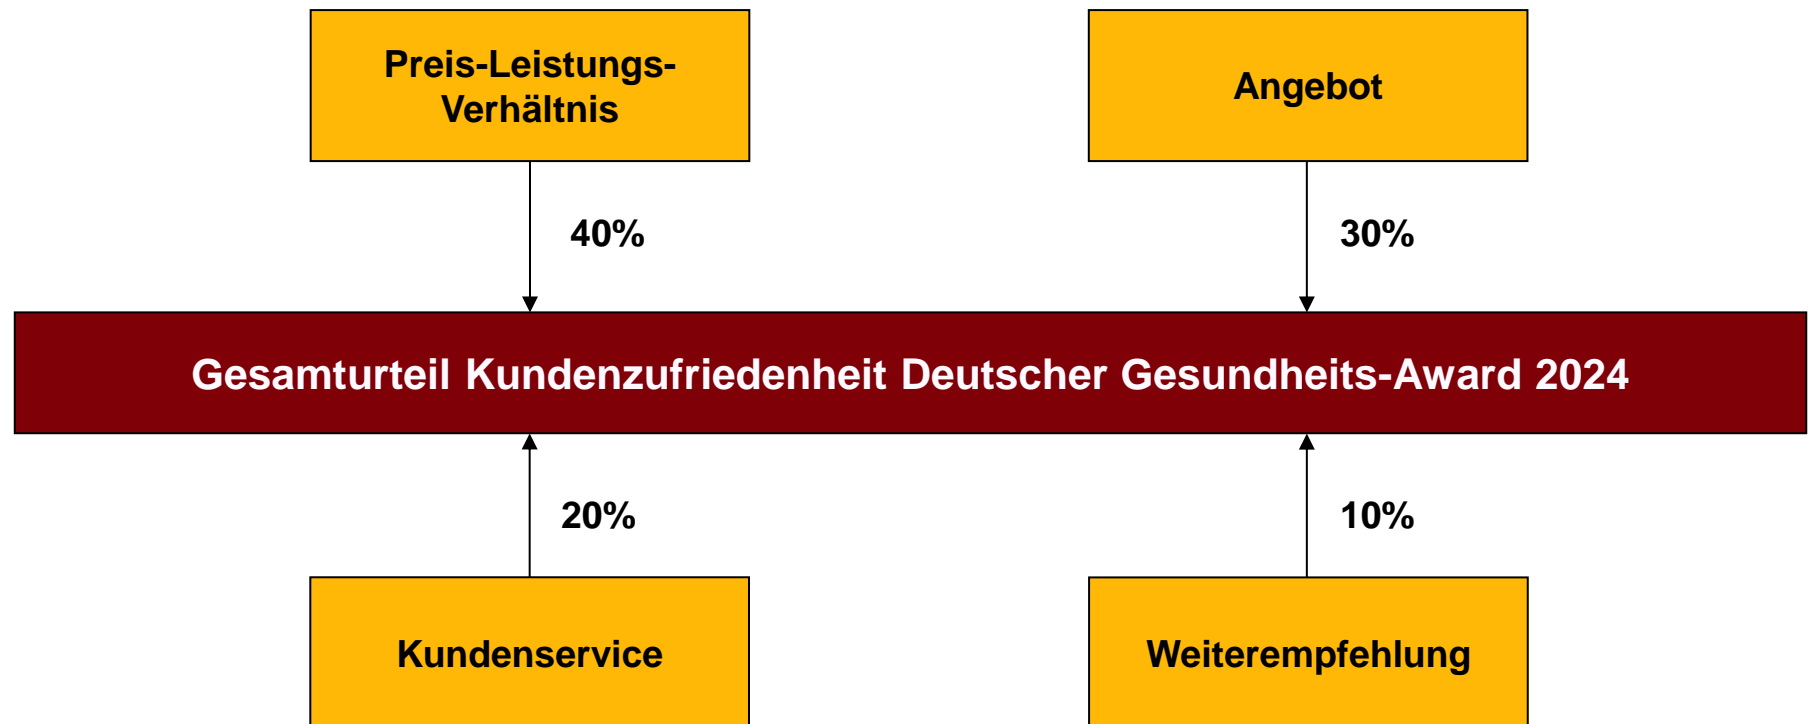 Preis-Leistungs-
Verhältnis
Angebot
40%
30%
Gesamturteil Kundenzufriedenheit Deutscher Gesundheits-Award 2024
20%
10%
Kundenservice
Weiterempfehlung